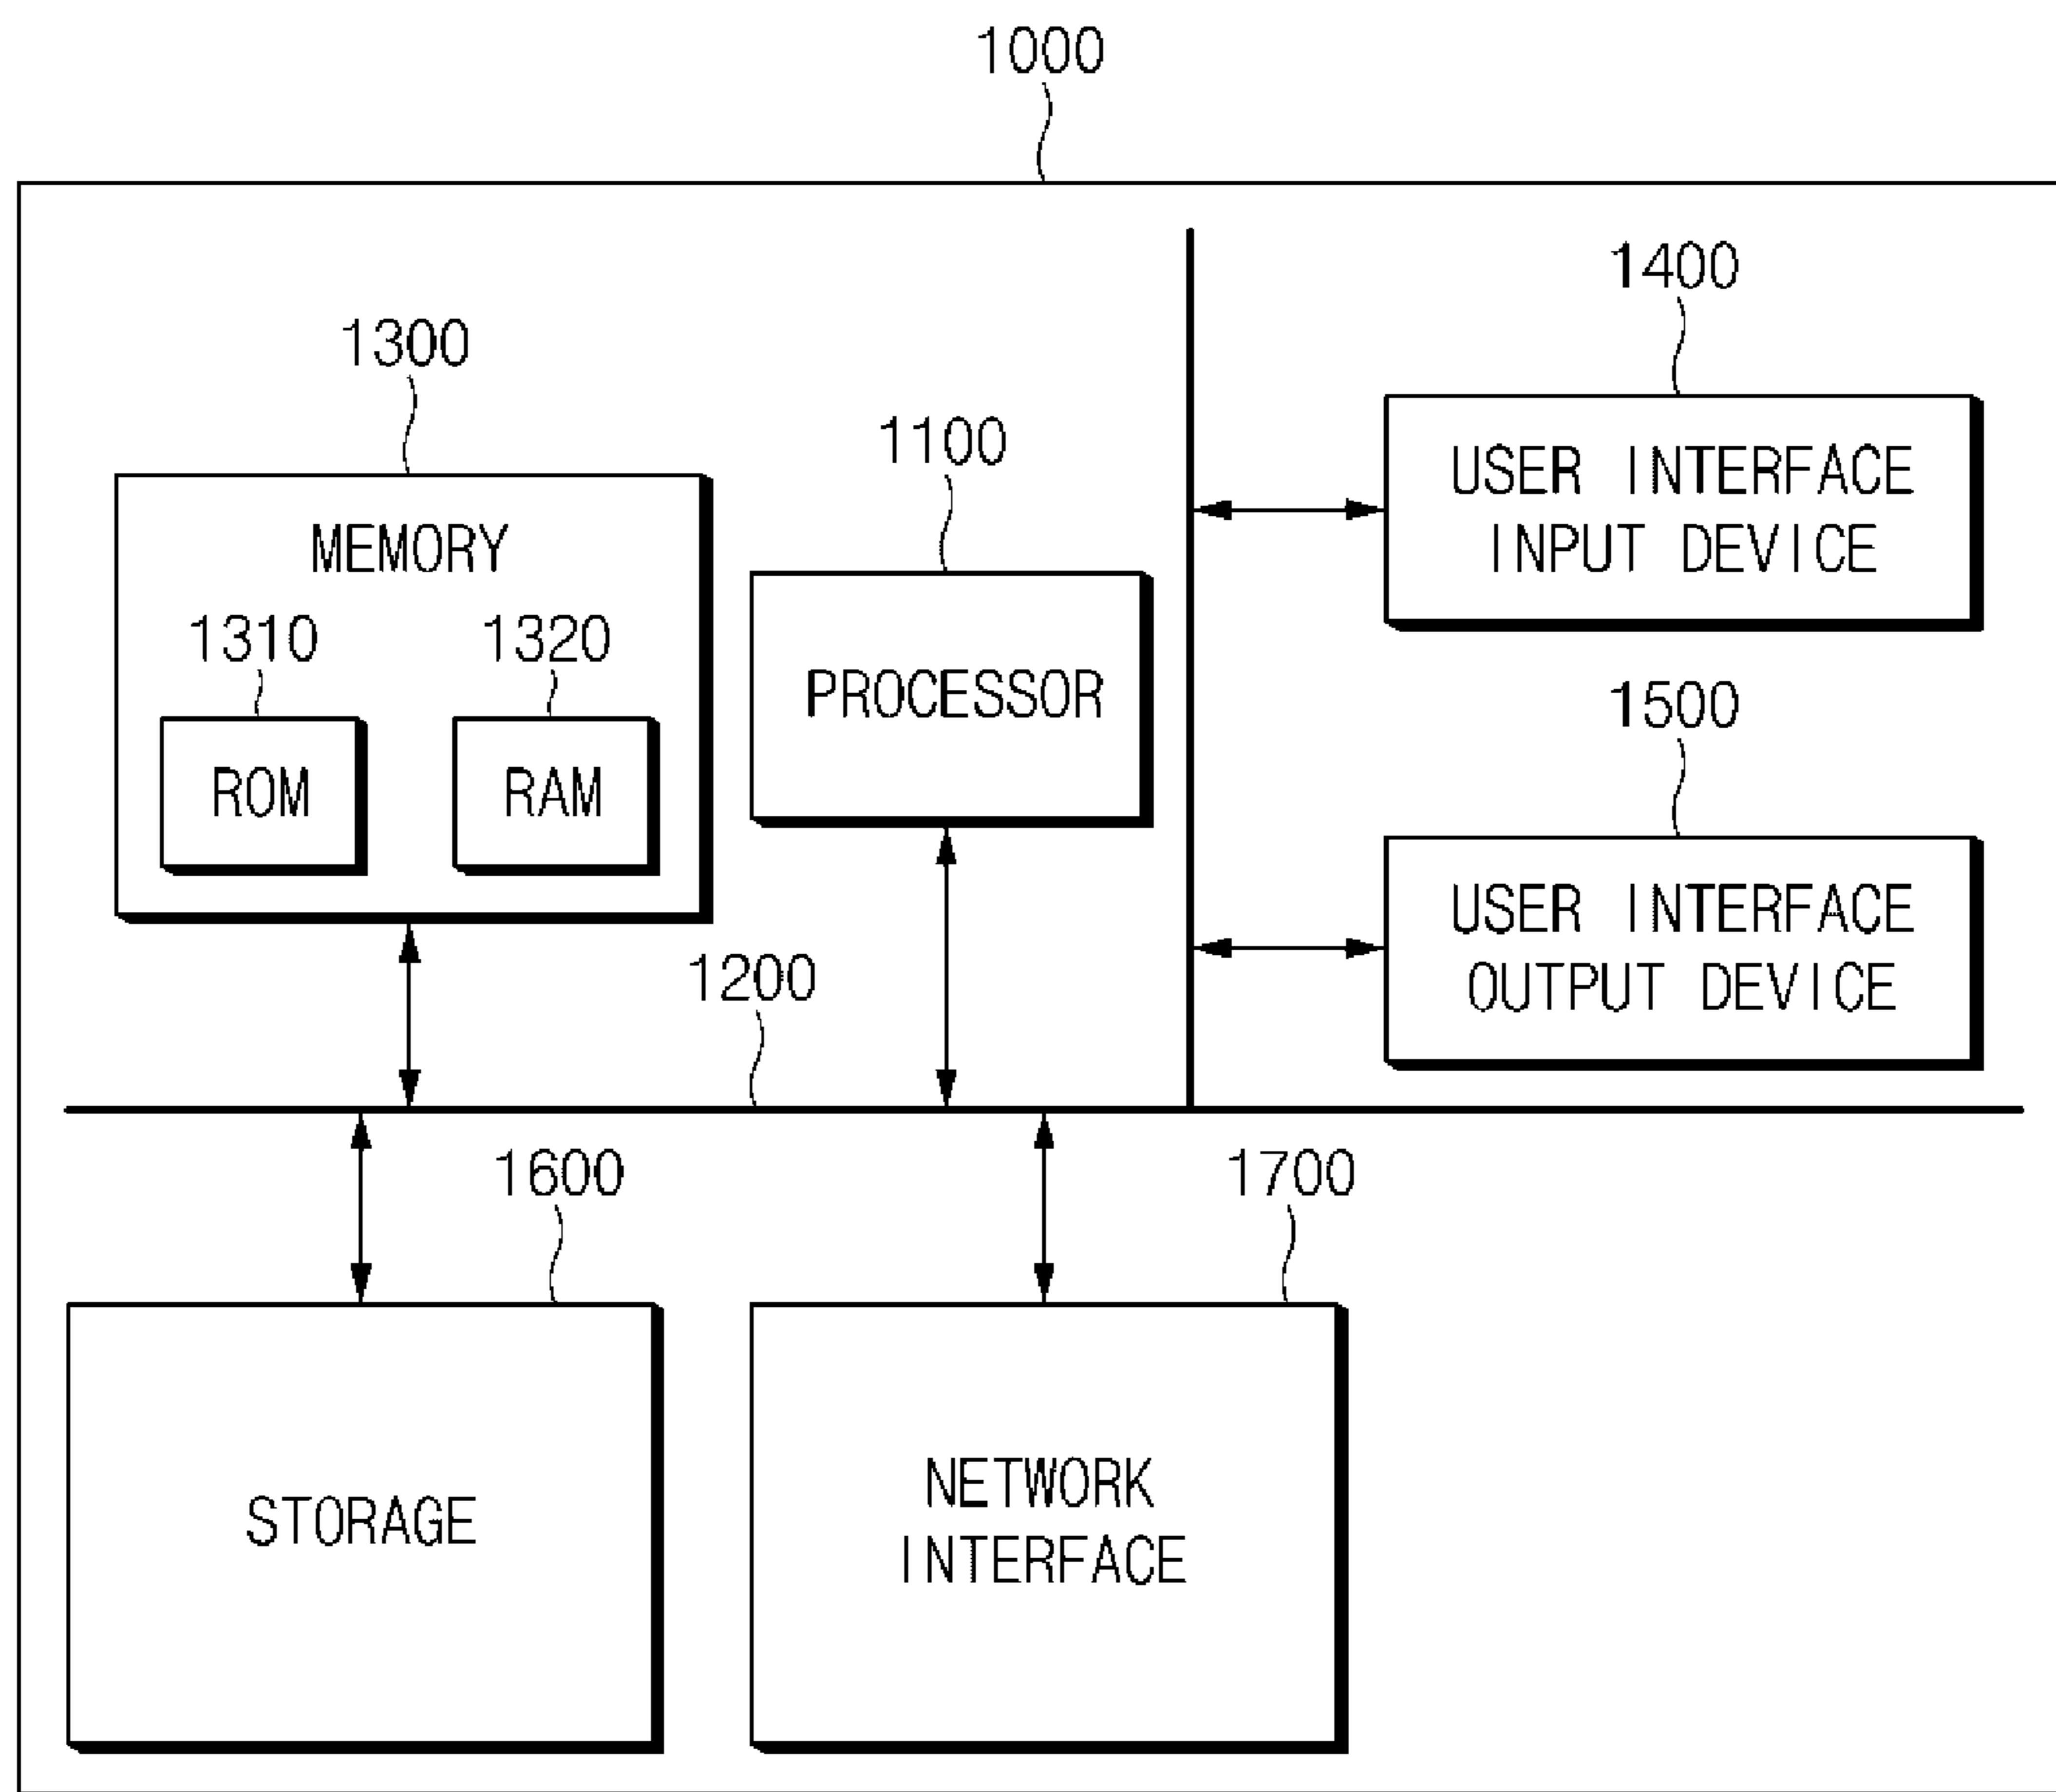 1000
1400
1300
1100
USER INTERFACE
INPUT DEVICE
MEMORY
1310
1320
PROCESSOR
1500
ROM
RAM
USER INTERFACE
OUTPUT DEVICE
1200
1600
1700
STORAGE
NETWORK
INTERFACE